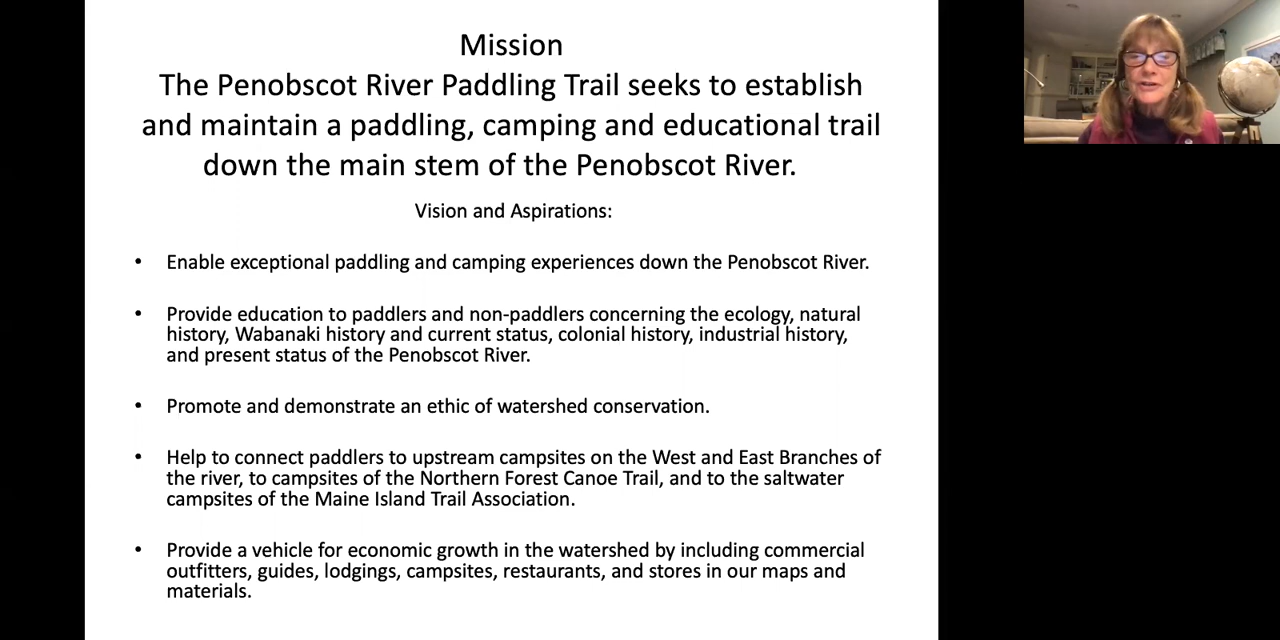 Mission
The Penobscot River Paddling Trail seeks to establish
and maintain a paddling, camping and educational trail
down the main stem of the Penobscot River.
Vision and Aspirations:
• Enable exceptional paddling and camping experiences down the Penobscot River.
• Provide education to paddlers and non-paddlers concerning the ecology, natural
history, Wabanaki history and current status, colonial history, industrial history,
and present status of the Penobscot River.
• Promote and demonstrate an ethic of watershed conservation.
• Help to connect paddlers to upstream campsites on the West and East Branches of
the river, to campsites of the Northern Forest Canoe Trail, and to the saltwater
campsites of the Maine Island Trail Association.
• Provide a vehicle for economic growth in the watershed by including commercial
outfitters, guides, lodgings, campsites, restaurants, and stores in our maps and
materials.